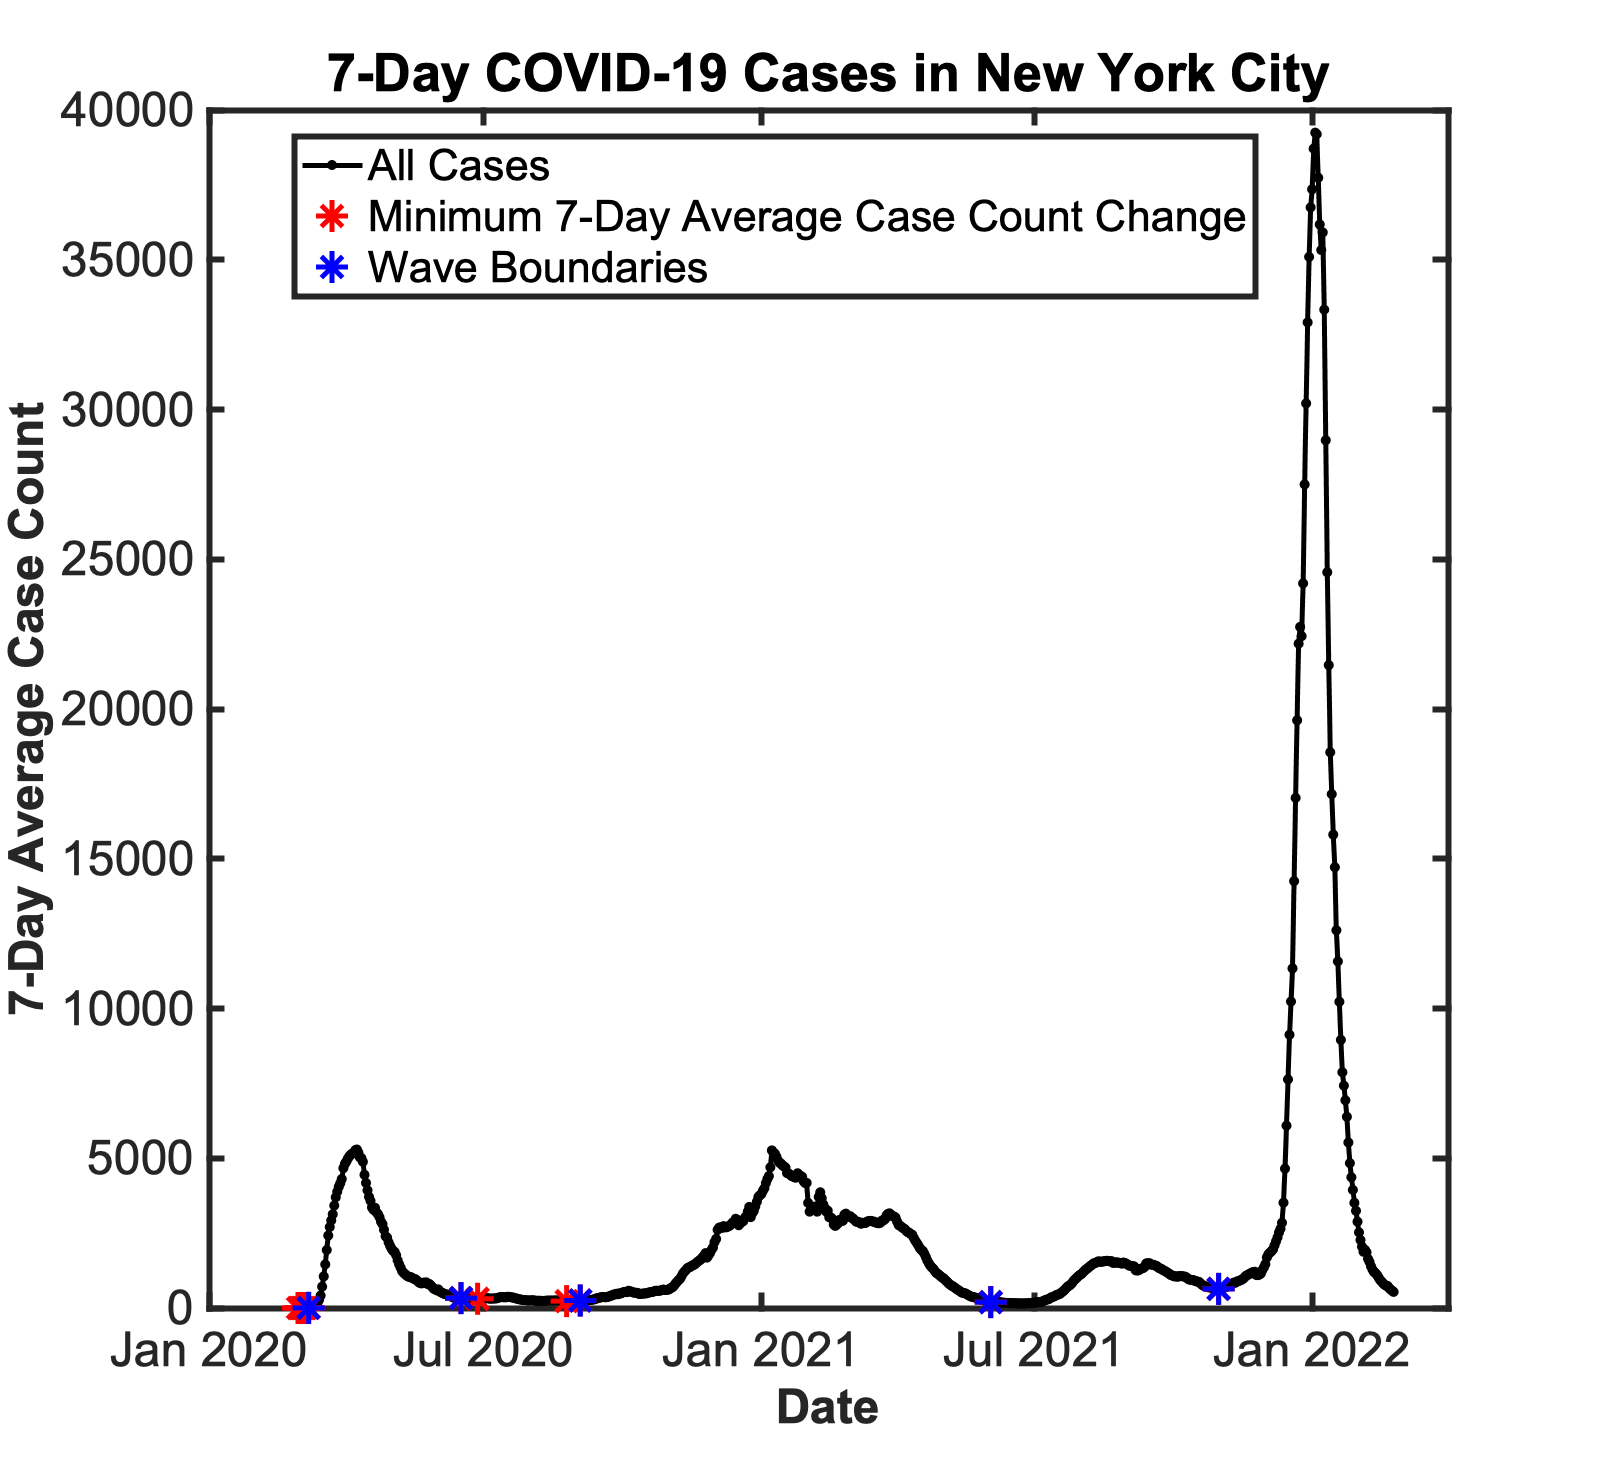 7-Day COVID-19 Cases in New York City
40000
35000
30000
25000
20000
15000
10000
5000
0
7-Day Average Case Count
All Cases
Minimum 7-Day Average Case Count Change
Wave Boundaries
Jan 2020 Jul 2020 Jan 2021 Jul 2021 Jan 2022
Date